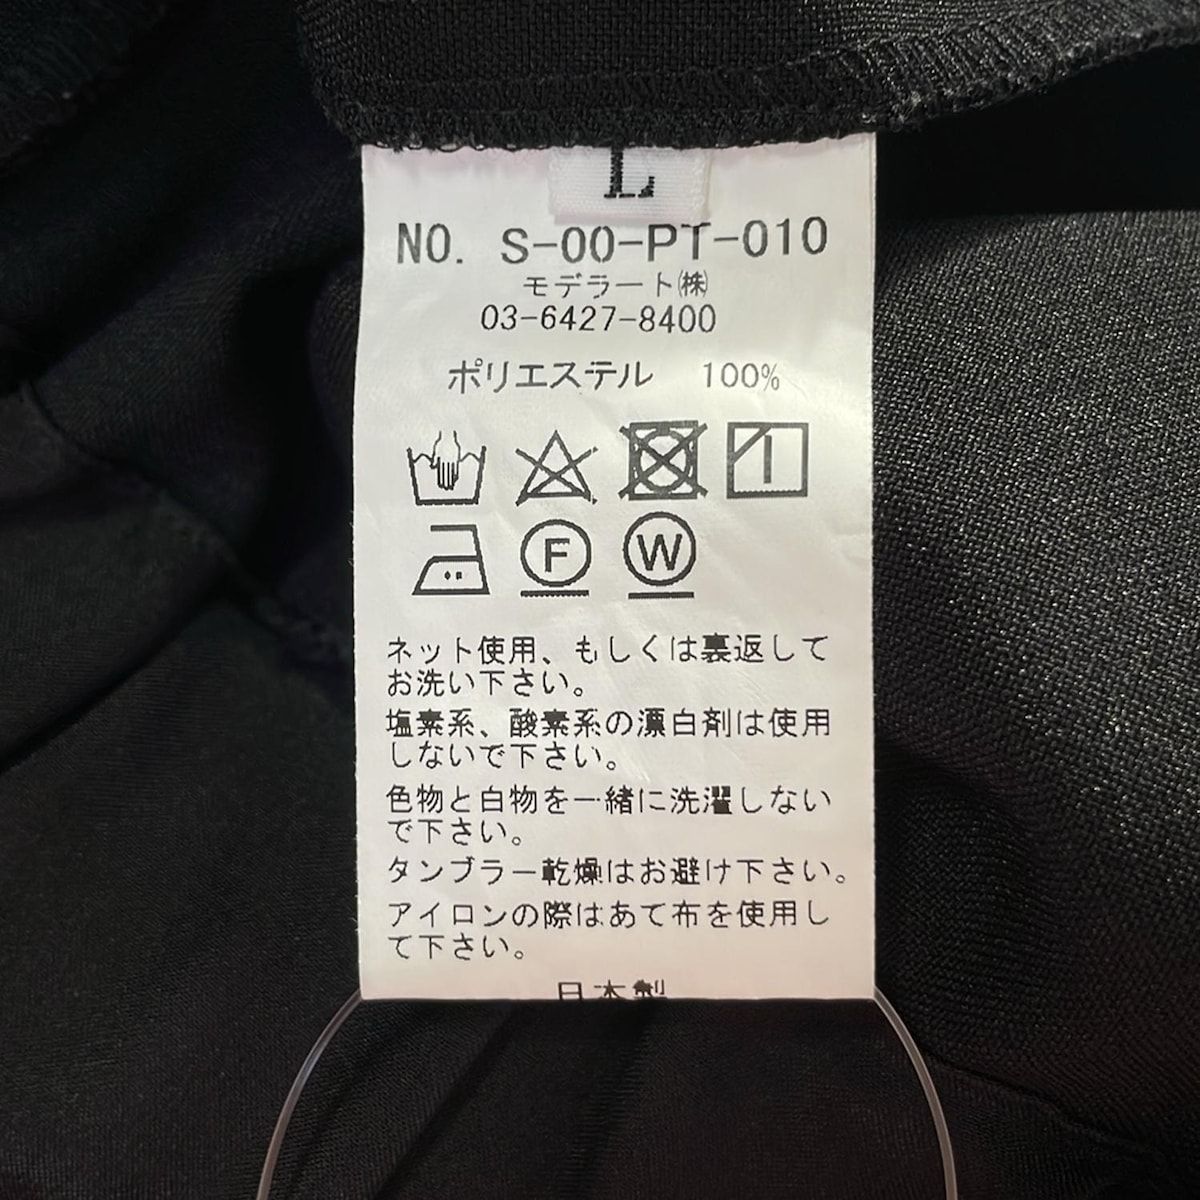 L
NO. S-00-PT-010
モデラート㈱
03-6427-8400
ポリエステル 100%
F W
ネット使用、もしくは裏返して
お洗い下さい。
塩素系、酸素系の漂白剤は使用
しないで下さい。
色物と白物を一緒に洗濯しない
で下さい。
タンブラー乾燥はお避け下さい。
アイロンの際はあて布を使用し
て下さい。
日本製